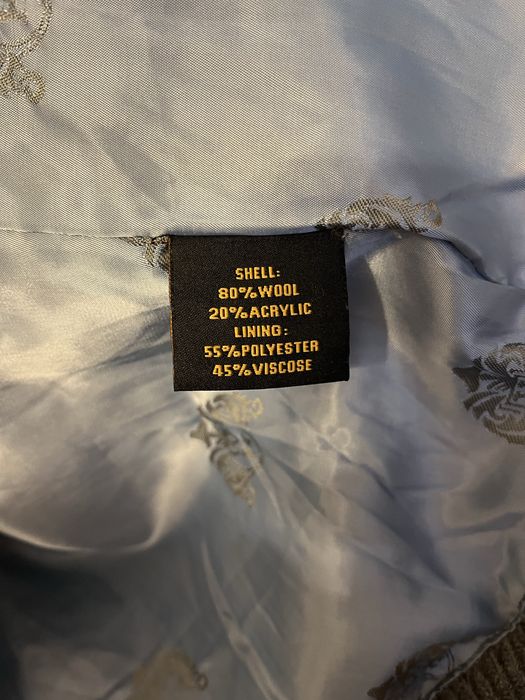 SHELL:
80%WOOL
20%ACRYLIC
LINING:
55%POLYESTER
45%VISCOSE